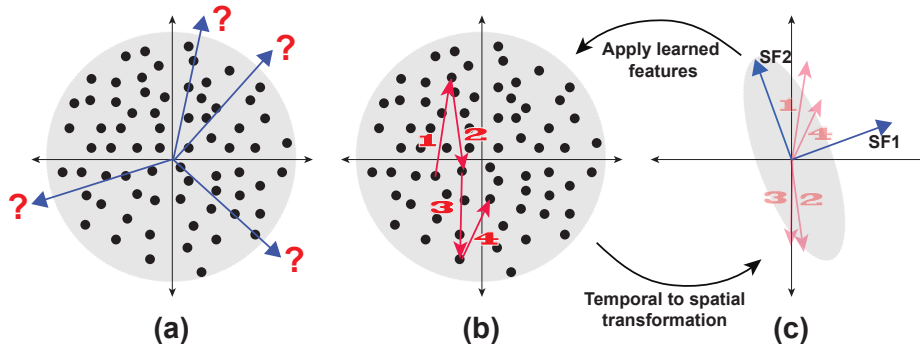 ?
?
?
?
(a)
1
2
3
4
(b)
Apply learned
features
Temporal to spatial
transformation
SF2
SF1
1
4
3
2
(c)